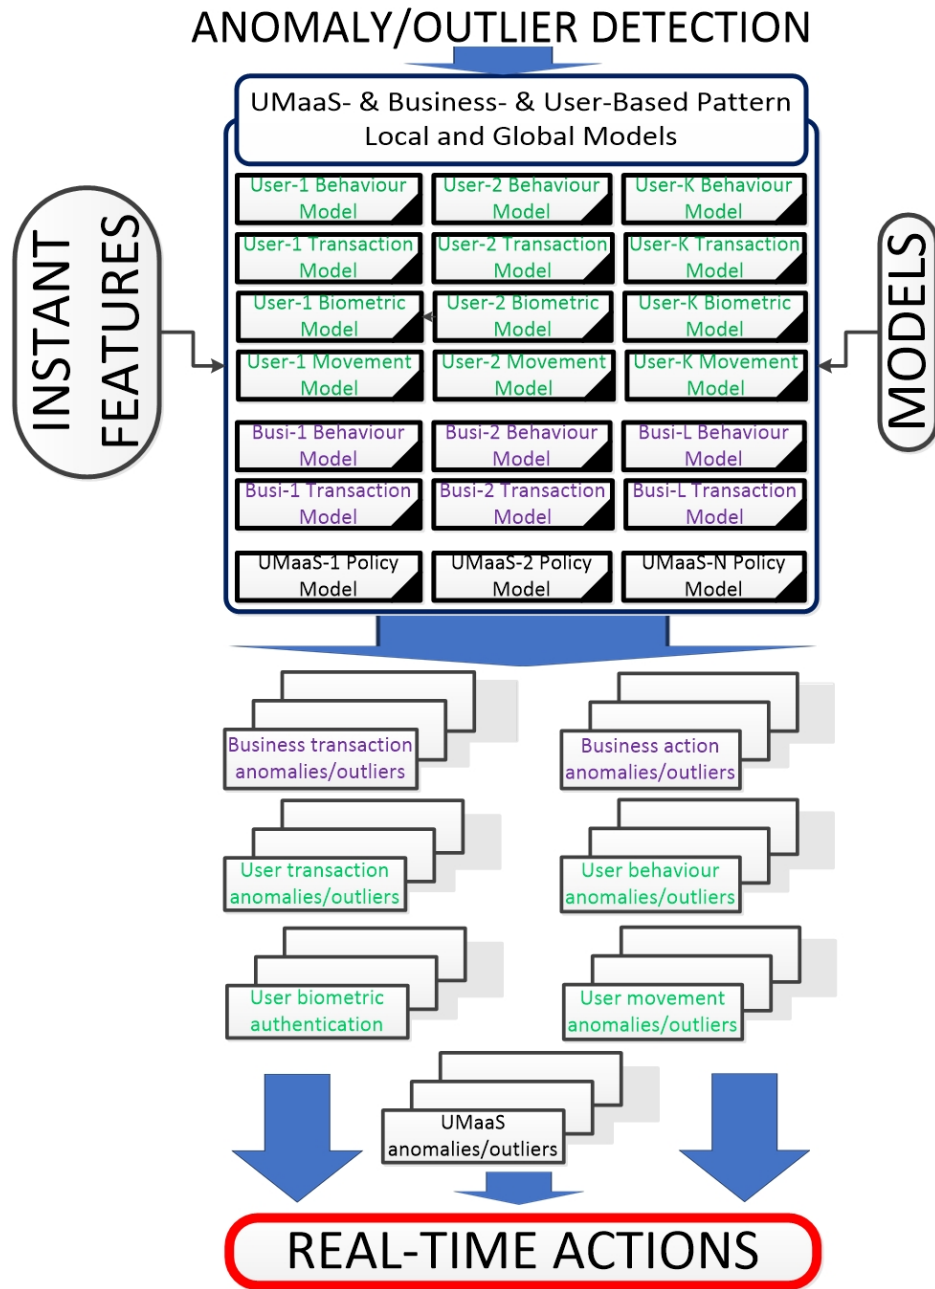 ANOMALY/OUTLIER DETECTION
UMaaS- & Business- & User-Based Pattern
Local and Global Models
INSTANT
FEATURES
MODELS
User-1 Behaviour
Model
User-2 Behaviour
Model
User-K Behaviour
Model
User-1 Transaction
Model
User-2 Transaction
Model
User-K Transaction
Model
User-1 Biometric
Model
User-2 Biometric
Model
User-K Biometric
Model
User-1 Movement
Model
User-2 Movement
Model
User-K Movement
Model
Busi-1 Behaviour
Model
Busi-2 Behaviour
Model
Busi-L Behaviour
Model
Busi-1 Transaction
Model
Busi-2 Transaction
Model
Busi-L Transaction
Model
UMaaS-1 Policy
Model
UMaaS-2 Policy
Model
UMaaS-N Policy
Model
Business transaction
anomalies/outliers
Business action
anomalies/outliers
User transaction
anomalies/outliers
User behaviour
anomalies/outliers
User biometric
authentication
User movement
anomalies/outliers
UMaaS
anomalies/outliers
REAL-TIME ACTIONS